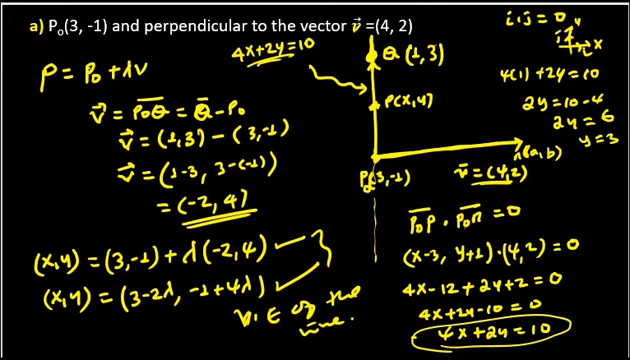 a) P₀(3, -1) and perpendicular to the vector v⃗ =(4, 2)
P = P₀ + λv
v⃗ = P₀Q = Q - P₀
v⃗ = (1,3) - (3,-1)
v⃗ = (1-3, 3-(-1))
= (-2, 4)
(x,y) = (3,-1) + λ(-2,4)
(x,y) = (3-2λ, -1+4λ)
of the
line.
4x+2y=10
Q (1,3)
P(x,y)
P₀(3,-1)
n(a,b)
v⃗ = (4,2)
i·j = 0
y
j
i
x
4(1)+2y=10
2y=10-4
2y=6
y=3
P₀P · P₀n = 0
(x-3, y+1)·(4,2)=0
4x-12+2y+2=0
4x+2y-10=0
4x+2y=10